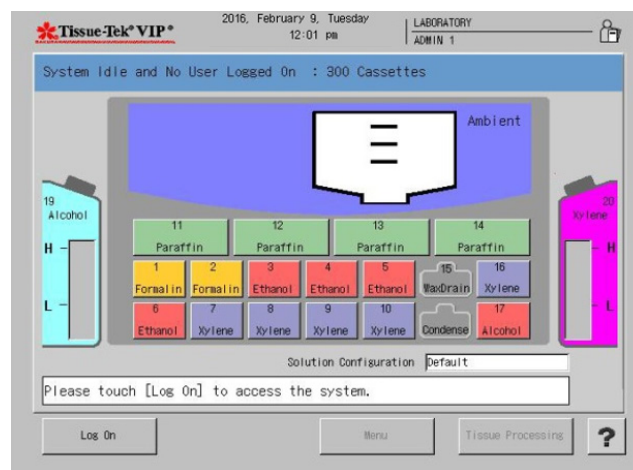 Tissue-Tek® VIP®
2016, February 9, Tuesday
12:01 pm
LABORATORY
ADMIN 1
System Idle and No User Logged On : 300 Cassettes
Ambient
19
Alcohol
H
L
20
Xylene
H
L
11
Paraffin
12
Paraffin
13
Paraffin
14
Paraffin
1
Formalin
2
Formalin
3
Ethanol
4
Ethanol
5
Ethanol
15
WaxDrain
16
Xylene
6
Ethanol
7
Xylene
8
Xylene
9
Xylene
10
Xylene
Condense
17
Alcohol
Solution Configuration Default
Please touch [Log On] to access the system.
Log On
Menu
Tissue Processing
?